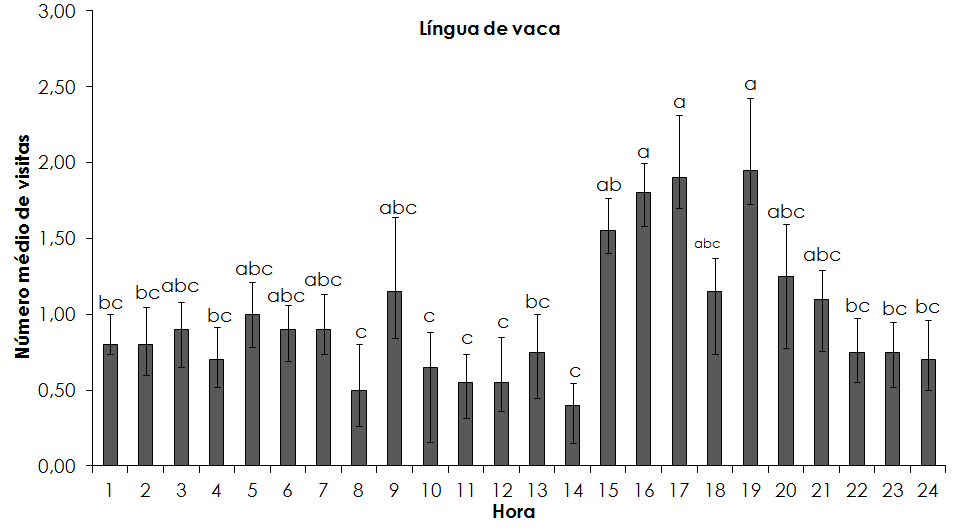 Língua de vaca
Número médio de visitas
3,00
2,50
2,00
1,50
1,00
0,50
0,00
bc bc abc bc abc abc abc c abc c c c bc c ab a a abc a abc abc bc bc bc
1 2 3 4 5 6 7 8 9 10 11 12 13 14 15 16 17 18 19 20 21 22 23 24
Hora